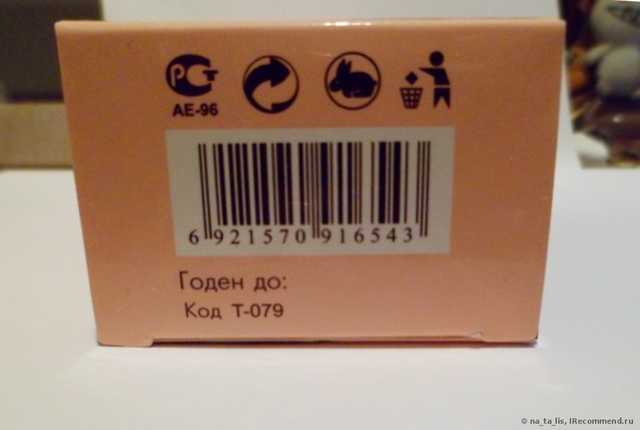 РСТ
АЕ-96
6 921570 916543
Годен до:
Код Т-079
© na_ta_lis, IRecommend.ru